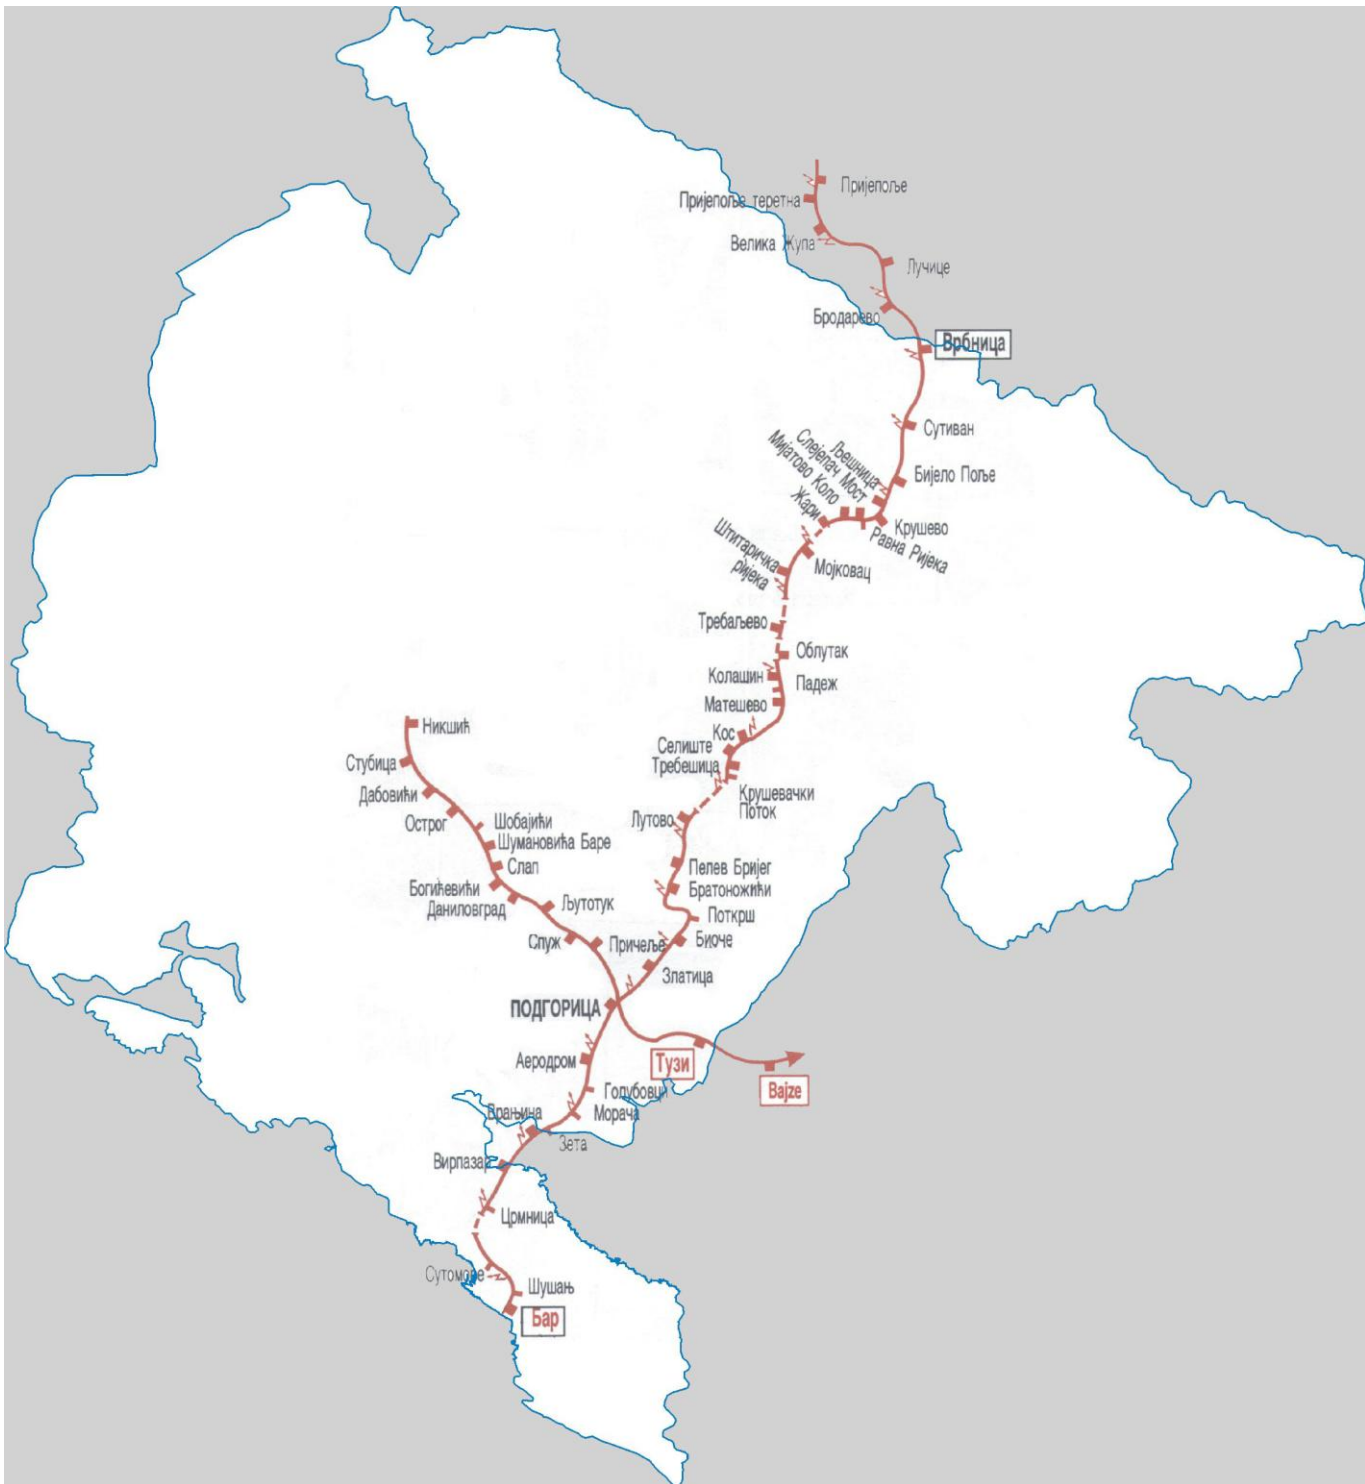 Пријепоље
Пријепоље теретна
Велика Жупа
Лучице
Бродарево
Врбница
Сутиван
Бијело Поље
Љешница
Слејепач Мост
Мијатово Коло
Жари
Крушево
Равна Ријека
Мојковац
Штитаричка
ријека
Требаљево
Облутак
Колашин
Падеж
Матешево
Кос
Селиште
Требешица
Крушевачки
Поток
Лутово
Пелев Бријег
Братоножићи
Поткрш
Биоче
Златица
Никшић
Стубица
Дабовићи
Острог
Шобајићи
Шумановића Баре
Слап
Богићевићи
Даниловград
Љутотук
Спуж
Причеље
ПОДГОРИЦА
Тузи
Bajze
Аеродром
Голубовци
Морача
Врањина
Зета
Вирпазар
Црмница
Сутоморе
Шушањ
Бар